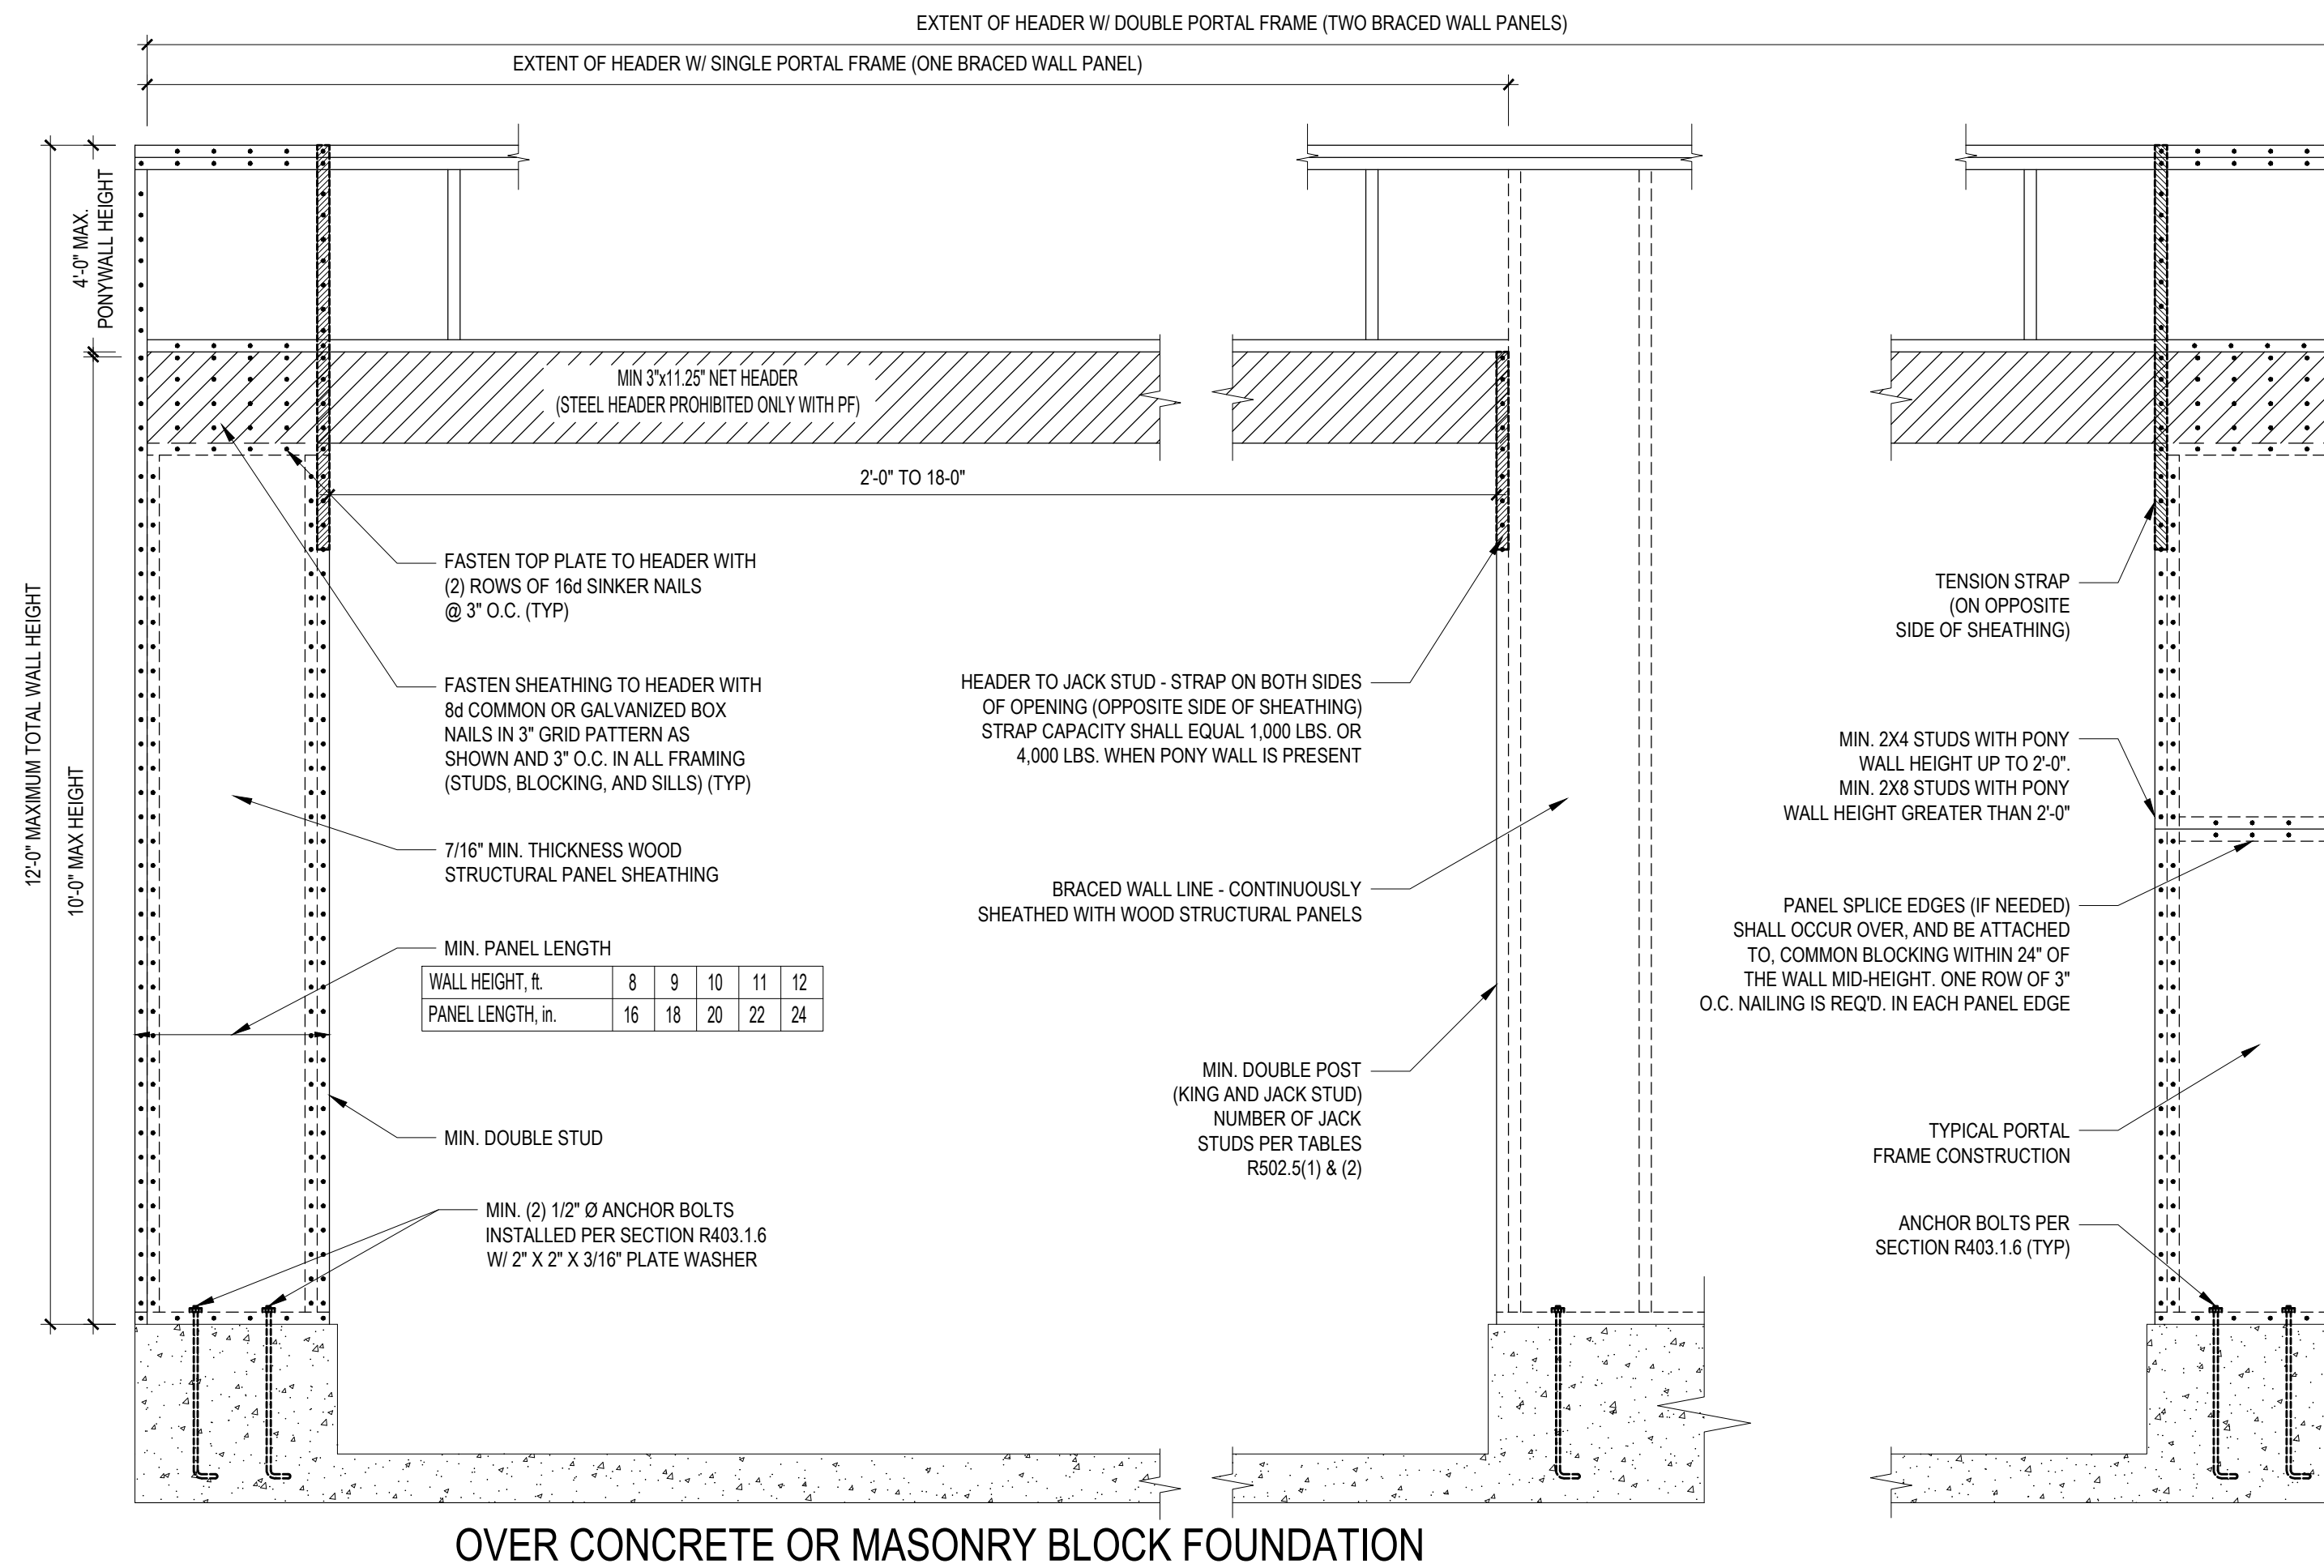 EXTENT OF HEADER W/ DOUBLE PORTAL FRAME (TWO BRACED WALL PANELS)
EXTENT OF HEADER W/ SINGLE PORTAL FRAME (ONE BRACED WALL PANEL)
4'-0" MAX.
PONYWALL HEIGHT
12'-0" MAXIMUM TOTAL WALL HEIGHT
10'-0" MAX HEIGHT
MIN 3"x11.25" NET HEADER
(STEEL HEADER PROHIBITED ONLY WITH PF)
2'-0" TO 18-0"
FASTEN TOP PLATE TO HEADER WITH
(2) ROWS OF 16d SINKER NAILS
@ 3" O.C. (TYP)
FASTEN SHEATHING TO HEADER WITH
8d COMMON OR GALVANIZED BOX
NAILS IN 3" GRID PATTERN AS
SHOWN AND 3" O.C. IN ALL FRAMING
(STUDS, BLOCKING, AND SILLS) (TYP)
7/16" MIN. THICKNESS WOOD
STRUCTURAL PANEL SHEATHING
MIN. PANEL LENGTH
WALL HEIGHT, ft. 8 9 10 11 12
PANEL LENGTH, in. 16 18 20 22 24
MIN. DOUBLE STUD
MIN. (2) 1/2" Ø ANCHOR BOLTS
INSTALLED PER SECTION R403.1.6
W/ 2" X 2" X 3/16" PLATE WASHER
HEADER TO JACK STUD - STRAP ON BOTH SIDES
OF OPENING (OPPOSITE SIDE OF SHEATHING)
STRAP CAPACITY SHALL EQUAL 1,000 LBS. OR
4,000 LBS. WHEN PONY WALL IS PRESENT
BRACED WALL LINE - CONTINUOUSLY
SHEATHED WITH WOOD STRUCTURAL PANELS
MIN. DOUBLE POST
(KING AND JACK STUD)
NUMBER OF JACK
STUDS PER TABLES
R502.5(1) & (2)
TENSION STRAP
(ON OPPOSITE
SIDE OF SHEATHING)
MIN. 2X4 STUDS WITH PONY
WALL HEIGHT UP TO 2'-0".
MIN. 2X8 STUDS WITH PONY
WALL HEIGHT GREATER THAN 2'-0"
PANEL SPLICE EDGES (IF NEEDED)
SHALL OCCUR OVER, AND BE ATTACHED
TO, COMMON BLOCKING WITHIN 24" OF
THE WALL MID-HEIGHT. ONE ROW OF 3"
O.C. NAILING IS REQ'D. IN EACH PANEL EDGE
TYPICAL PORTAL
FRAME CONSTRUCTION
ANCHOR BOLTS PER
SECTION R403.1.6 (TYP)
OVER CONCRETE OR MASONRY BLOCK FOUNDATION